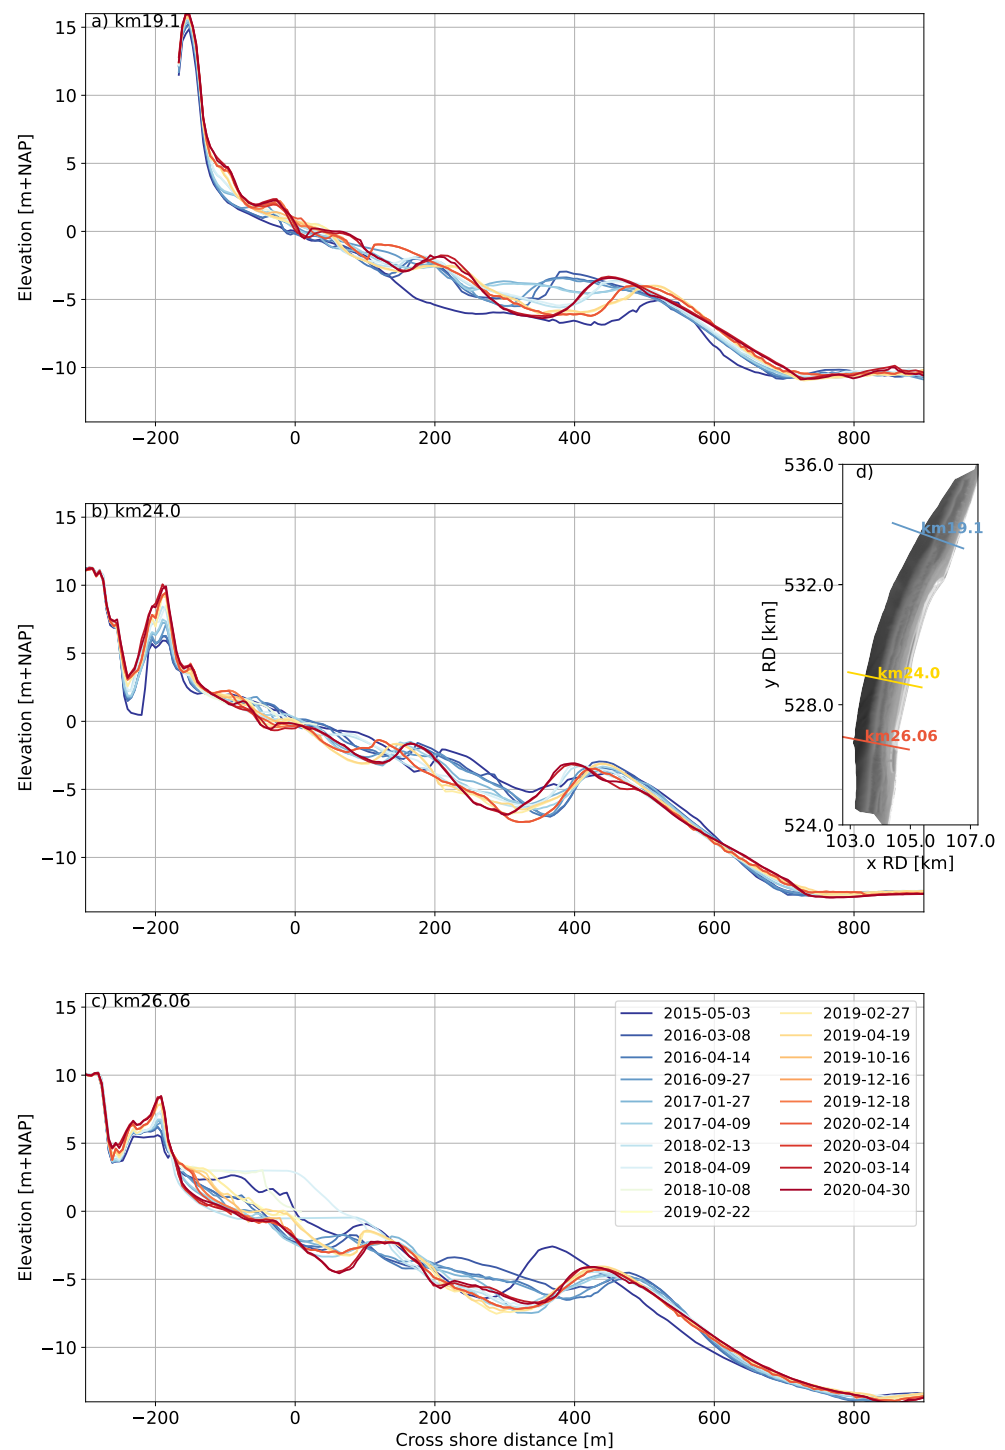 a) km19.1
15
10
5
0
−5
−10
Elevation [m+NAP]
−200 0 200 400 600 800
b) km24.0
15
10
5
0
−5
−10
Elevation [m+NAP]
−200 0 200 400 600 800
d)
536.0
532.0
528.0
524.0
y RD [km]
km19.1
km24.0
km26.06
103.0 105.0 107.0
x RD [km]
c) km26.06
15
10
5
0
−5
−10
Elevation [m+NAP]
2015-05-03
2016-03-08
2016-04-14
2016-09-27
2017-01-27
2017-04-09
2018-02-13
2018-04-09
2018-10-08
2019-02-22
2019-02-27
2019-04-19
2019-10-16
2019-12-16
2019-12-18
2020-02-14
2020-03-04
2020-03-14
2020-04-30
−200 0 200 400 600 800
Cross shore distance [m]